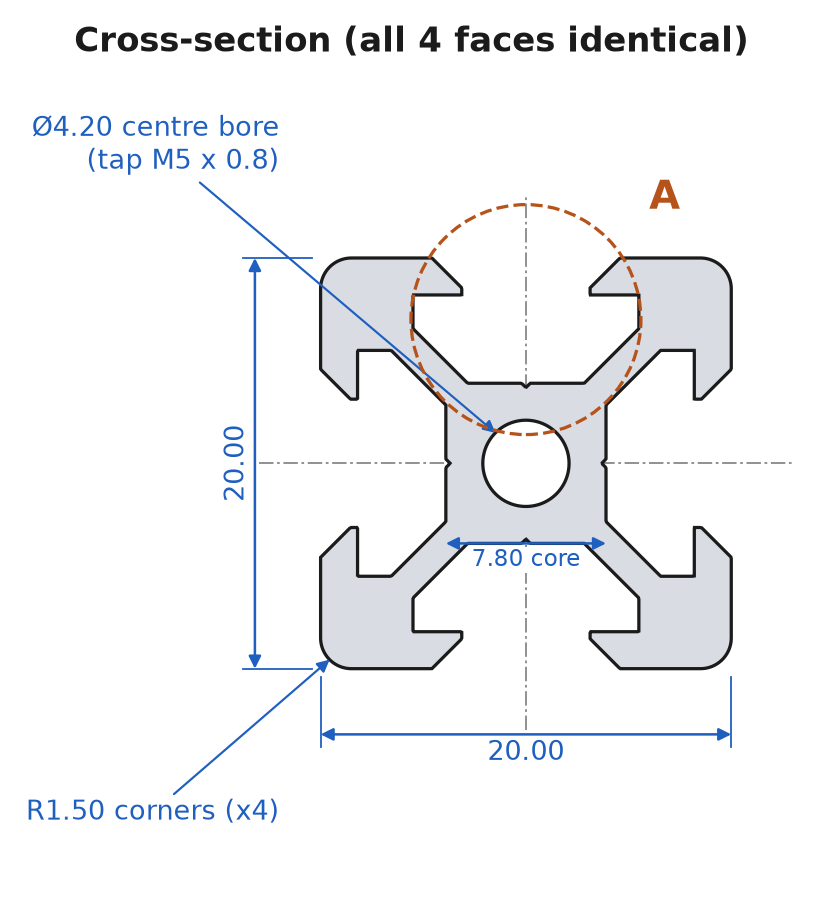 Cross-section (all 4 faces identical)
Ø4.20 centre bore
(tap M5 x 0.8)
A
20.00
7.80 core
20.00
R1.50 corners (x4)